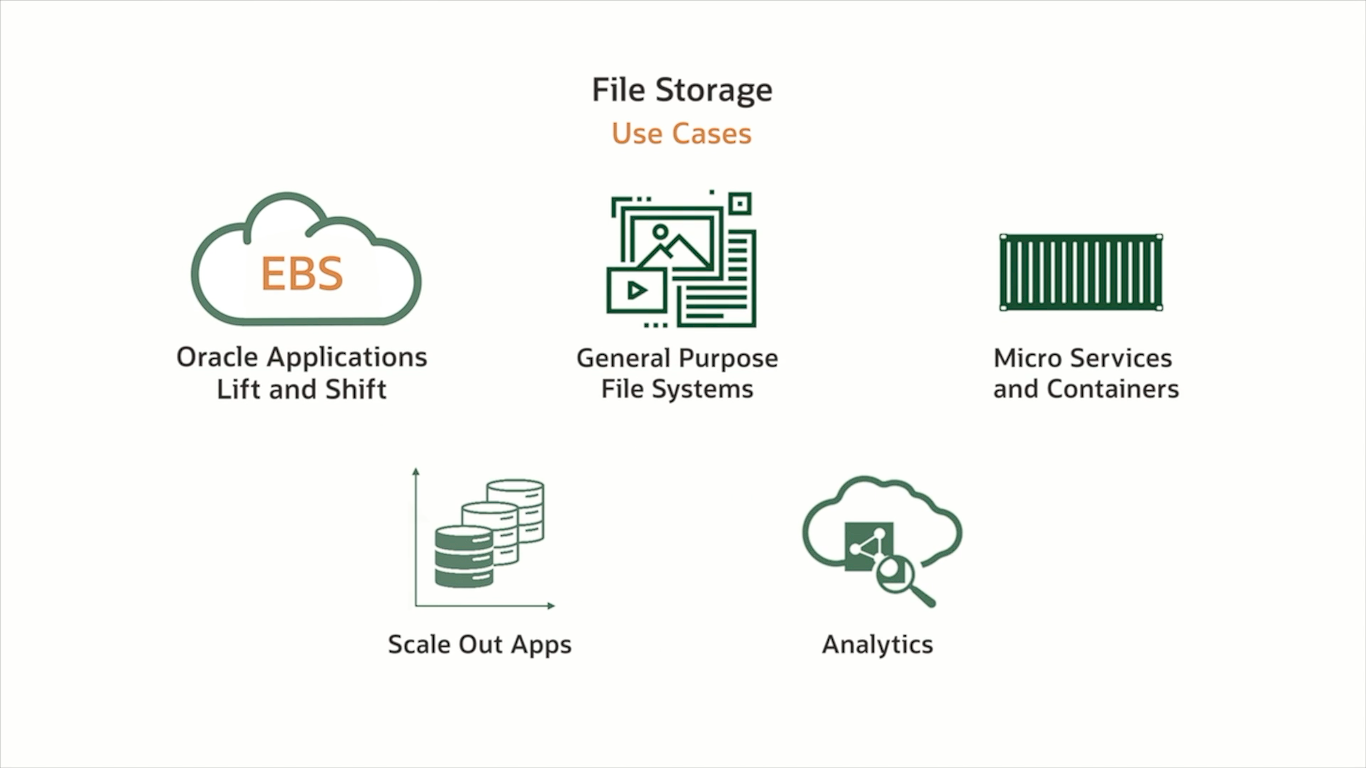 File Storage
Use Cases
EBS
Oracle Applications
Lift and Shift
General Purpose
File Systems
Micro Services
and Containers
Scale Out Apps
Analytics